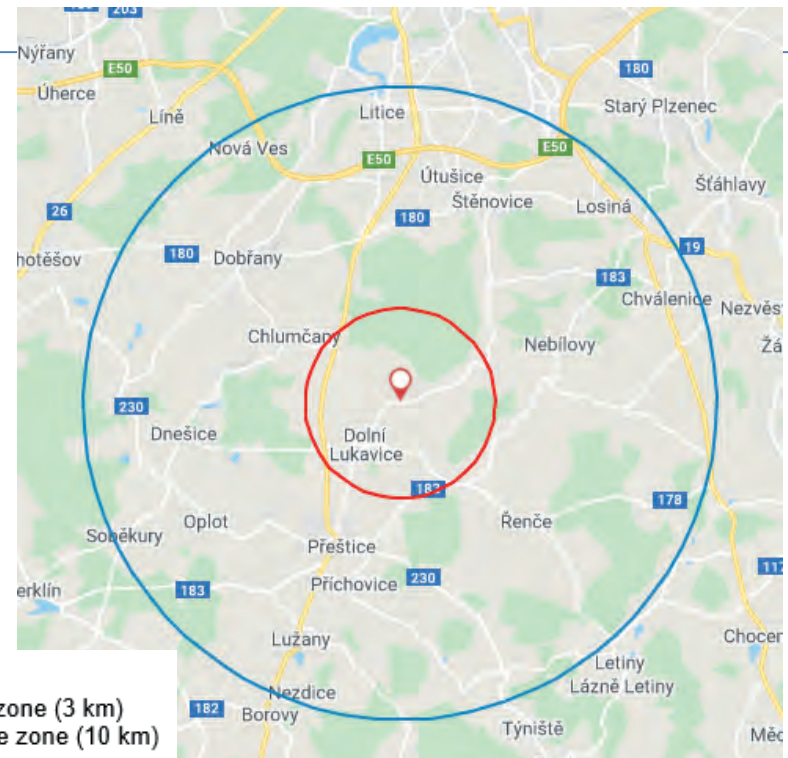 203
Nýřany
E50
180
Úherce
Líně
Litice
Starý Plzenec
Nová Ves
E50
E50
Útušice
Šťáhlavy
Štěnovice
Losiná
26
180
19
hotěšov
180
Dobřany
183
Chválenice
Nezvěs
Chlumčany
Nebílovy
Žá
230
Dnešice
Dolní
Lukavice
182
178
Oplot
Řenče
Soběkury
Přeštice
117
erklín
183
Příchovice
230
Lužany
Chocen
Letiny
Lázně Letiny
zone (3 km)
182
Nezdice
Borovy
Týniště
e zone (10 km)
Měc